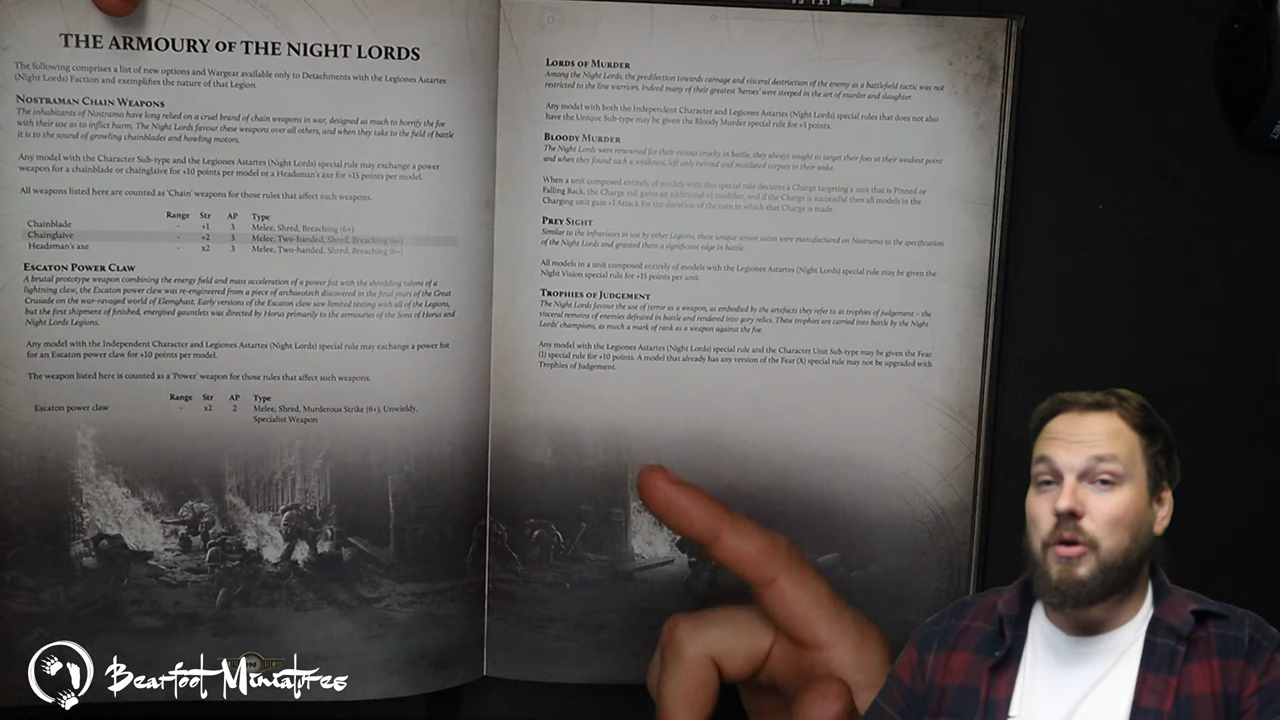 THE ARMOURY OF THE NIGHT LORDS
The following comprises a list of new options and Wargear available only to Detachments with the Legiones Astartes
(Night Lords) Faction and exemplifies the nature of that Legion.
NOSTRAMAN CHAIN WEAPONS
The inhabitants of Nostramo have long relied on a cruel brand of chain weapons in war, designed as much to horrify the foe
with their use as to inflict harm. The Night Lords favour these weapons over all others, and when they take to the field of battle
it is to the sound of growling chainblades and howling motors.
Any model with the Character Sub-type and the Legiones Astartes (Night Lords) special rule may exchange a power
weapon for a chainblade or chainglaive for +10 points per model or a Headsman's axe for +15 points per model.
All weapons listed here are counted as 'Chain' weapons for those rules that affect such weapons.
Range Str AP Type
Chainblade - +1 3 Melee, Shred, Breaching (6+)
Chainglaive - +2 3 Melee, Two-handed, Shred, Breaching (6+)
Headsman's axe - x2 3 Melee, Two-handed, Shred, Breaching (6+)
ESCATON POWER CLAW
A brutal prototype weapon combining the energy field and mass acceleration of a power fist with the shredding talons of a
lightning claw, the Escaton power claw was re-engineered from a piece of archaeotech discovered in the final years of the Great
Crusade on the war-ravaged world of Elemghast. Early versions of the Escaton claw saw limited testing with all of the Legions,
but the first shipment of finished, energised gauntlets was directed by Horus primarily to the armouries of the Sons of Horus and
Night Lords Legions.
Any model with the Independent Character and Legiones Astartes (Night Lords) special rule may exchange a power fist
for an Escaton power claw for +10 points per model.
The weapon listed here is counted as a 'Power' weapon for those rules that affect such weapons.
Range Str AP Type
Escaton power claw - x2 2 Melee, Shred, Murderous Strike (6+), Unwieldy,
Specialist Weapon
LORDS OF MURDER
Among the Night Lords, the predilection towards carnage and visceral destruction of the enemy as a battlefield tactic was not
restricted to the line warriors. Indeed many of their greatest 'heroes' were steeped in the art of murder and slaughter
Any model with both the Independent Character and Legiones Astartes (Night Lords) special rules that does not also
have the Unique Sub-type may be given the Bloody Murder special rule for +5 points.
BLOODY MURDER
The Night Lords were renowned for their vicious cruelty in battle, they always sought to target their foes at their weakest point
and when they found such a weakness, left only twisted and mutilated corpses in their wake.
When a unit composed entirely of models with this special rule declares a Charge targeting a unit that is Pinned or
Falling Back, the Charge roll gains an additional +1 modifier, and if the Charge is successful then all models in the
Charging unit gain +1 Attack for the duration of the turn in which that Charge is made.
PREY SIGHT
Similar to the infravisors in use by other Legions, these unique sensor suites were manufactured on Nostramo to the specification
of the Night Lords and granted them a significant edge in battle.
All models in a unit composed entirely of models with the Legiones Astartes (Night Lords) special rule may be given the
Night Vision special rule for +15 points per unit.
TROPHIES OF JUDGEMENT
The Night Lords favour the use of terror as a weapon, as embodied by the artefacts they refer to as trophies of judgement – the
visceral remains of enemies defeated in battle and rendered into gory relics. These trophies are carried into battle by the Night
Lords' champions, as much a mark of rank as a weapon against the foe.
Any model with the Legiones Astartes (Night Lords) special rule and the Character Unit Sub-type may be given the Fear
(1) special rule for +10 points. A model that already has any version of the Fear (X) special rule may not be upgraded with
Trophies of Judgement.
Bearfoot Miniatures